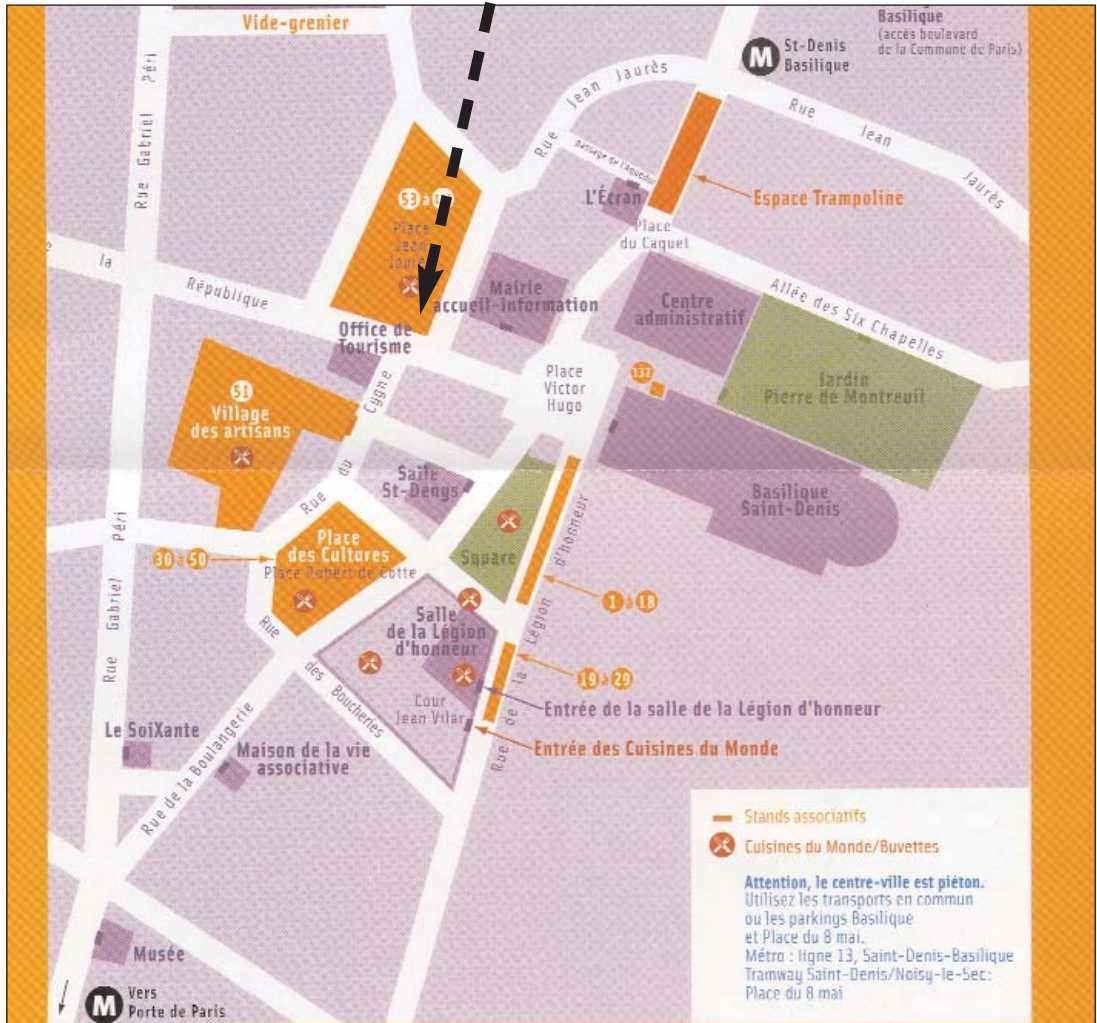 Vide-grenier
Basilique
(accès boulevard
de la Commune de Paris)
M St-Denis
Basilique
Rue Gabriel Péri
Rue Jean Jaurès
Rue Jean Jaurès
passage de l'Aqueduc
L'Écran
Espace Trampoline
Place
du Caquet
53 à
Place
Jean
la République
Mairie
accueil-information
Centre
administratif
Allée des Six Chapelles
Office de
Tourisme
Place
Victor
Hugo
137
Jardin
Pierre de Montreuil
51
Village
des artisans
Rue du Cygne
Salle
St-Denys
Basilique
Saint-Denis
Square
Rue de la Légion d'honneur
30 à 50
Place
des Cultures
Place Robert de Cotte
1 à 18
Rue Gabriel Péri
Rue des Boucheries
Salle
de la Légion
d'honneur
19 à 29
Cour
Jean Vilar
Entrée de la salle de la Légion d'honneur
Entrée des Cuisines du Monde
Le SoiXante
Maison de la vie
associative
Rue de la Boulangerie
Musée
M Vers
Porte de Paris
Stands associatifs
Cuisines du Monde/Buvettes
Attention, le centre-ville est piéton.
Utilisez les transports en commun
ou les parkings Basilique
et Place du 8 mai.
Métro : ligne 13, Saint-Denis-Basilique
Tramway Saint-Denis/Noisy-le-Sec:
Place du 8 mai